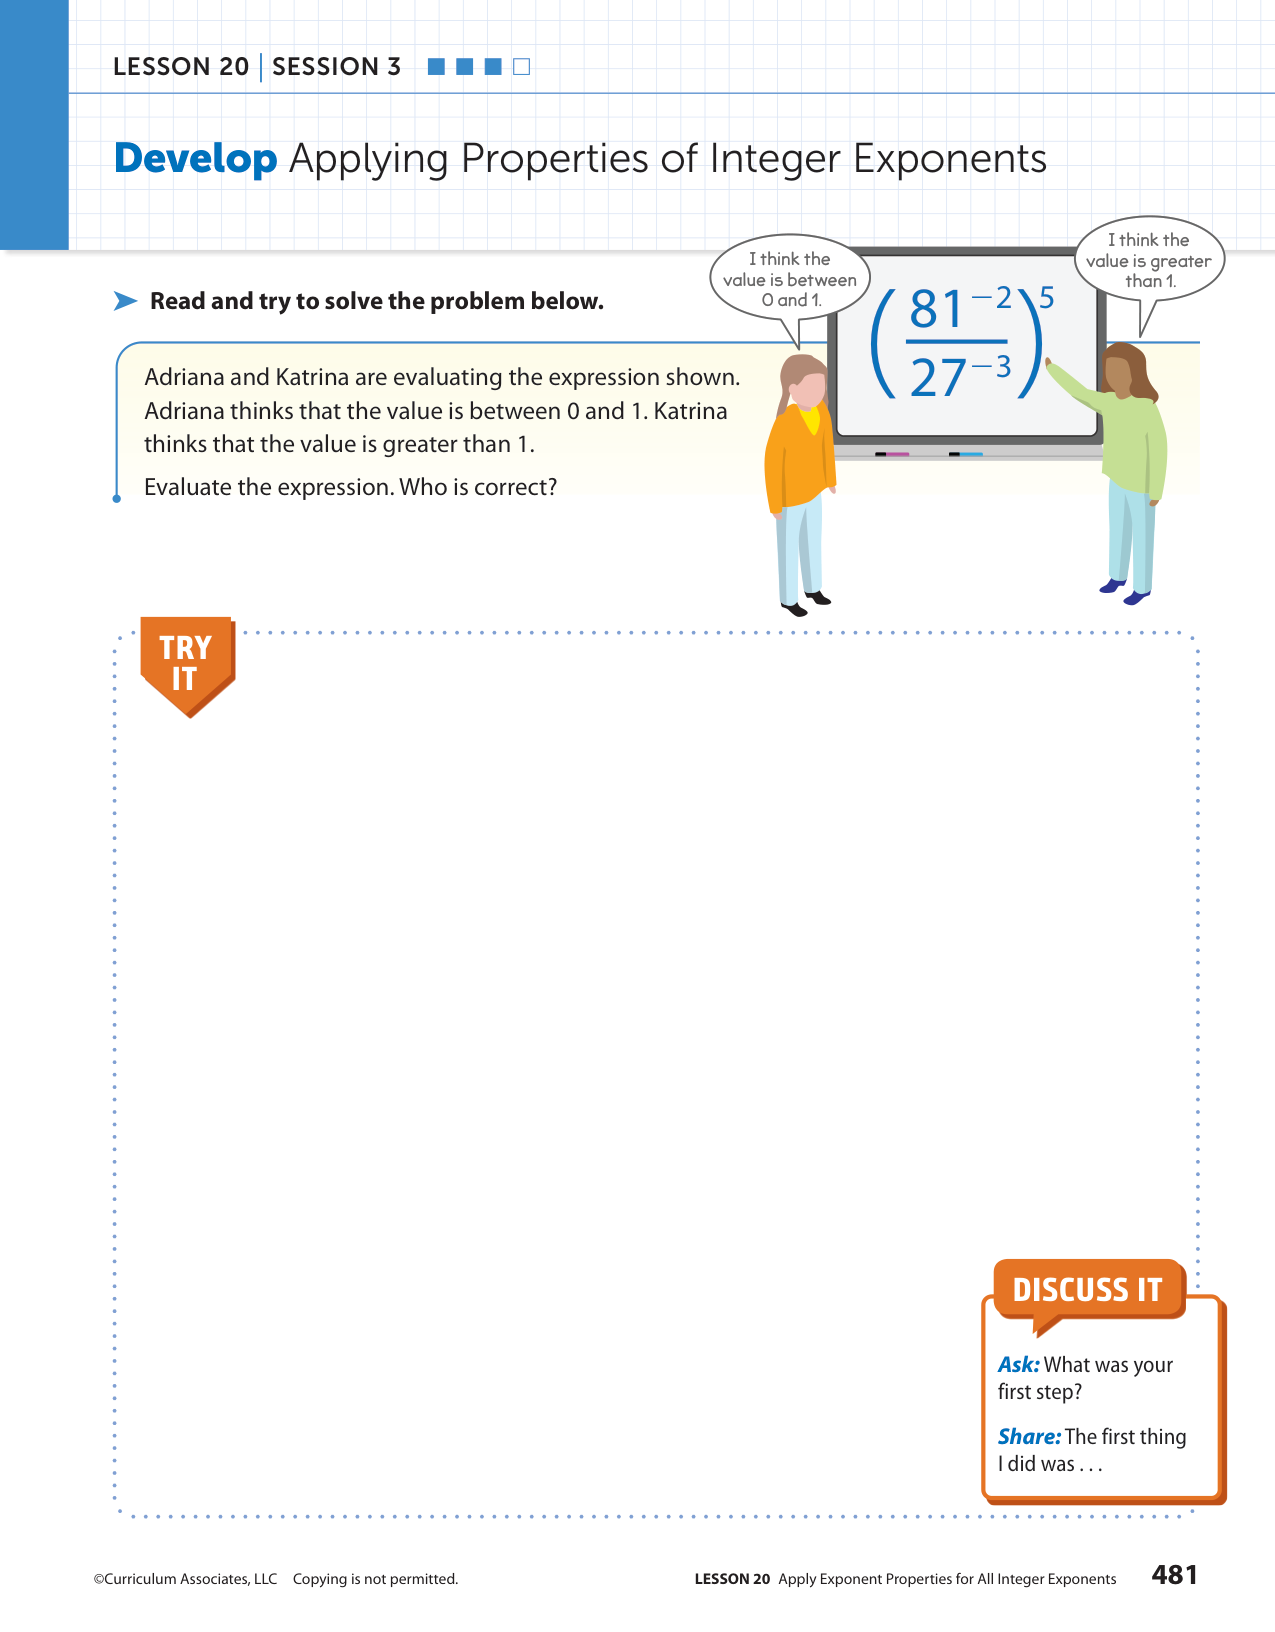 LESSON 20 | SESSION 3
Develop Applying Properties of Integer Exponents
I think the
value is between
0 and 1.
I think the
value is greater
than 1.
(81⁻² / 27⁻³)⁵
➤ Read and try to solve the problem below.
Adriana and Katrina are evaluating the expression shown.
Adriana thinks that the value is between 0 and 1. Katrina
thinks that the value is greater than 1.
Evaluate the expression. Who is correct?
TRY
IT
DISCUSS IT
Ask: What was your
first step?
Share: The first thing
I did was . . .
©Curriculum Associates, LLC Copying is not permitted.
LESSON 20 Apply Exponent Properties for All Integer Exponents 481